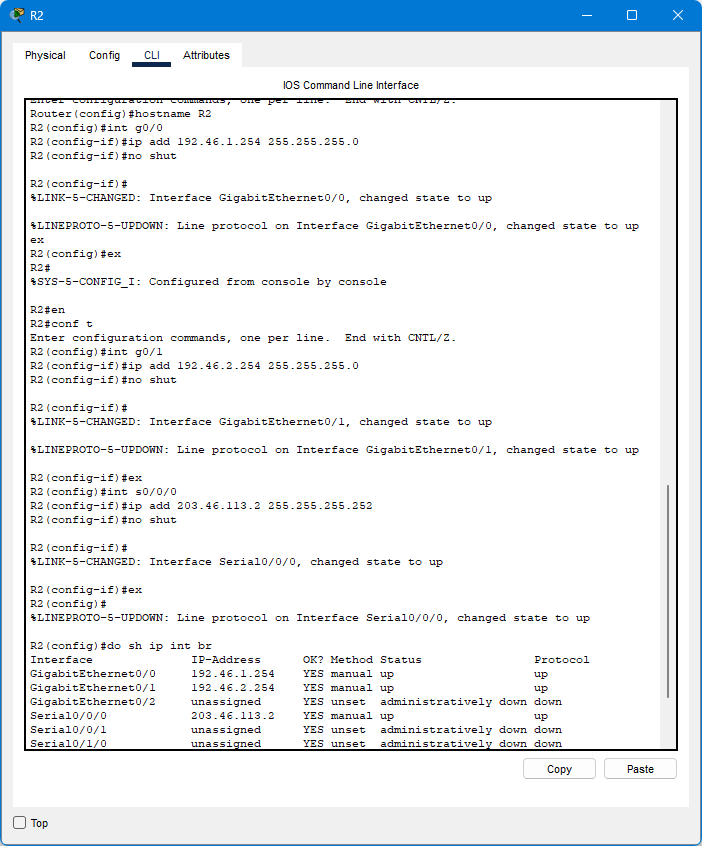 R2
Physical Config CLI Attributes
IOS Command Line Interface
Enter configuration commands, one per line.  End with CNTL/Z.
Router(config)#hostname R2
R2(config)#int g0/0
R2(config-if)#ip add 192.46.1.254 255.255.255.0
R2(config-if)#no shut
R2(config-if)#
%LINK-5-CHANGED: Interface GigabitEthernet0/0, changed state to up
%LINEPROTO-5-UPDOWN: Line protocol on Interface GigabitEthernet0/0, changed state to up
ex
R2(config)#ex
R2#
%SYS-5-CONFIG_I: Configured from console by console
R2#en
R2#conf t
Enter configuration commands, one per line.  End with CNTL/Z.
R2(config)#int g0/1
R2(config-if)#ip add 192.46.2.254 255.255.255.0
R2(config-if)#no shut
R2(config-if)#
%LINK-5-CHANGED: Interface GigabitEthernet0/1, changed state to up
%LINEPROTO-5-UPDOWN: Line protocol on Interface GigabitEthernet0/1, changed state to up
R2(config-if)#ex
R2(config)#int s0/0/0
R2(config-if)#ip add 203.46.113.2 255.255.255.252
R2(config-if)#no shut
R2(config-if)#
%LINK-5-CHANGED: Interface Serial0/0/0, changed state to up
R2(config-if)#ex
R2(config)#
%LINEPROTO-5-UPDOWN: Line protocol on Interface Serial0/0/0, changed state to up
R2(config)#do sh ip int br
Interface              IP-Address      OK? Method Status                Protocol
GigabitEthernet0/0     192.46.1.254    YES manual up                    up
GigabitEthernet0/1     192.46.2.254    YES manual up                    up
GigabitEthernet0/2     unassigned      YES unset  administratively down down
Serial0/0/0            203.46.113.2    YES manual up                    up
Serial0/0/1            unassigned      YES unset  administratively down down
Serial0/1/0            unassigned      YES unset  administratively down down
Copy Paste
Top